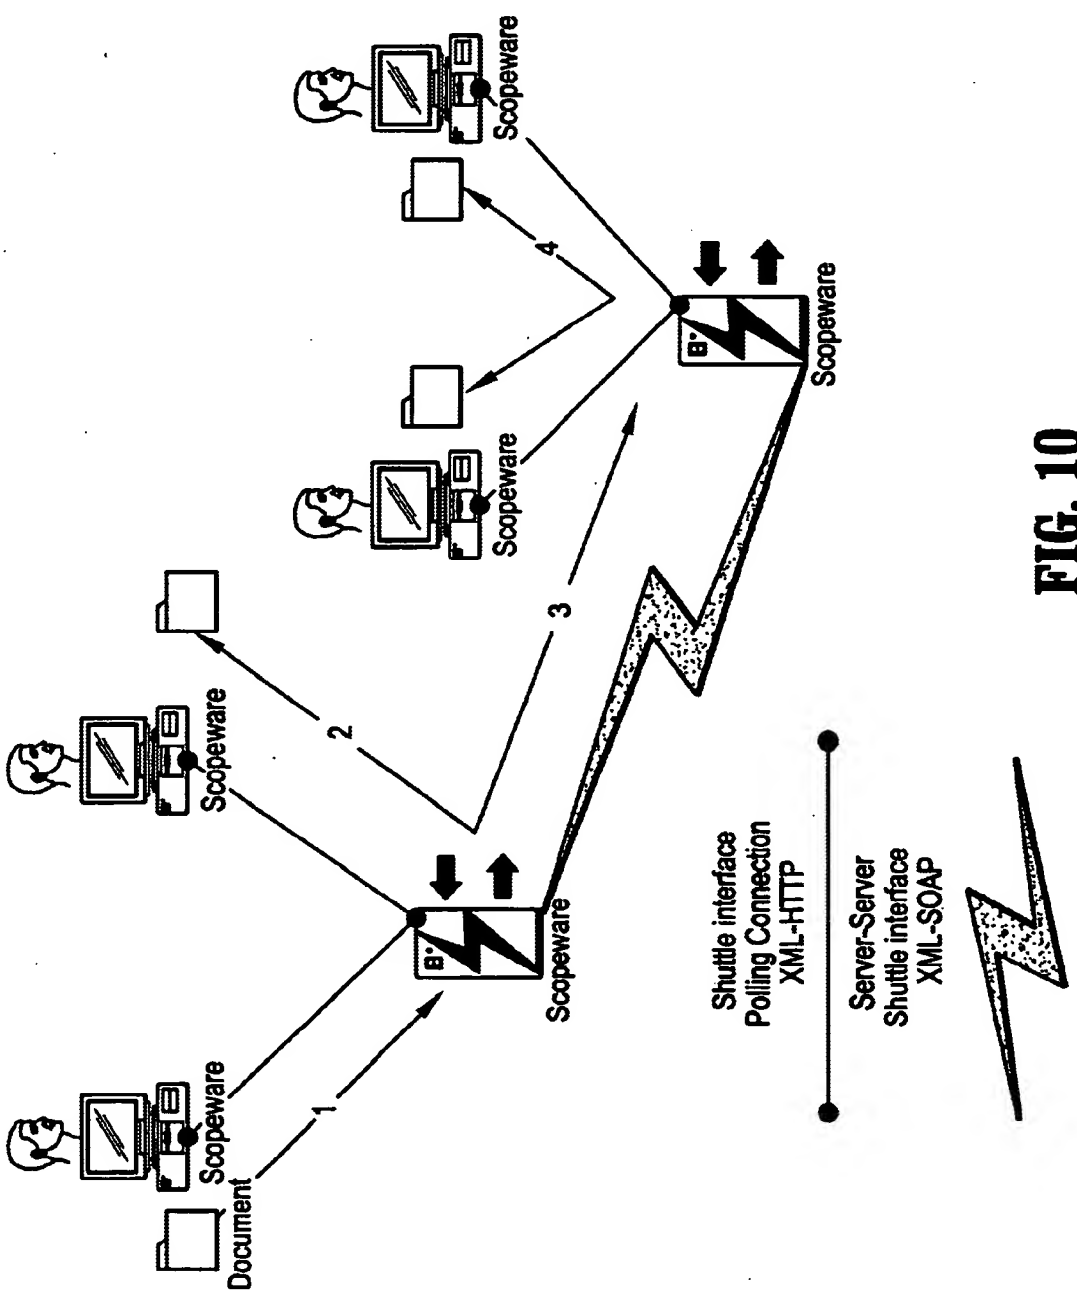 Document
Scopeware
1
Scopeware
2
B
Scopeware
3
Scopeware
Scopeware
4
B
Scopeware
Shuttle interface
Polling Connection
XML-HTTP
Server-Server
Shuttle interface
XML-SOAP
FIG. 10